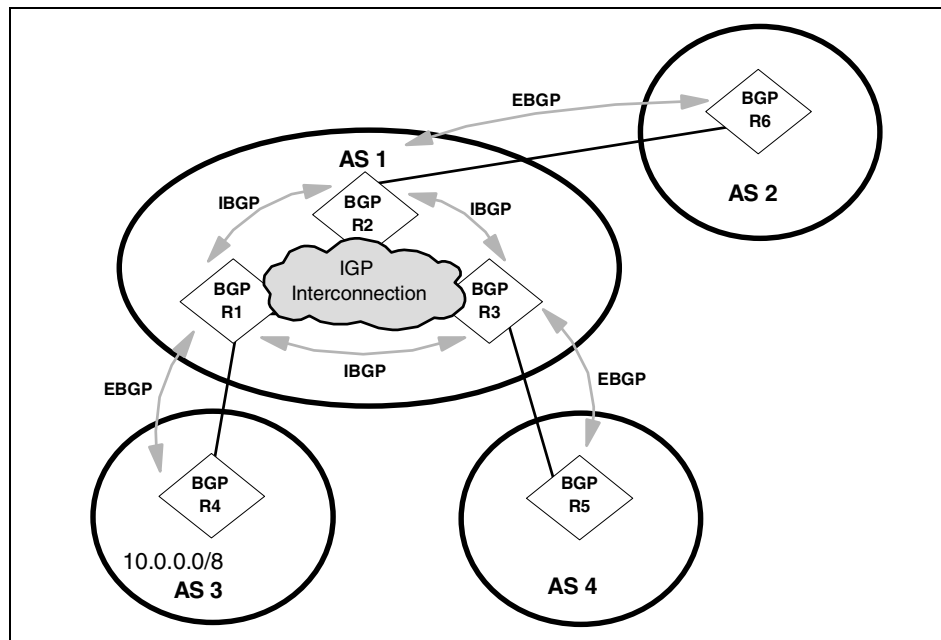 EBGP
BGP
R6
AS 2
AS 1
IBGP
BGP
R2
IBGP
IGP
Interconnection
BGP
R1
BGP
R3
IBGP
EBGP
EBGP
BGP
R4
10.0.0.0/8
AS 3
BGP
R5
AS 4